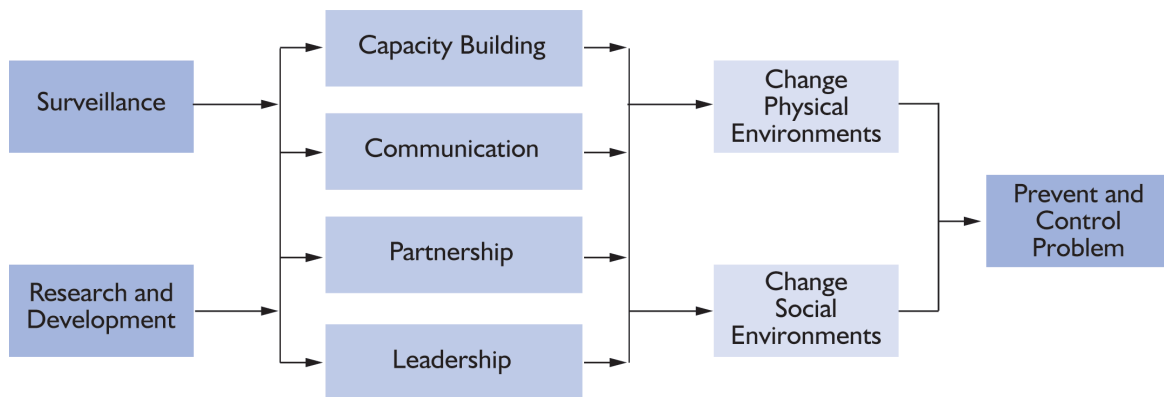 Surveillance
Research and
Development
Capacity Building
Communication
Partnership
Leadership
Change
Physical
Environments
Change
Social
Environments
Prevent and
Control
Problem